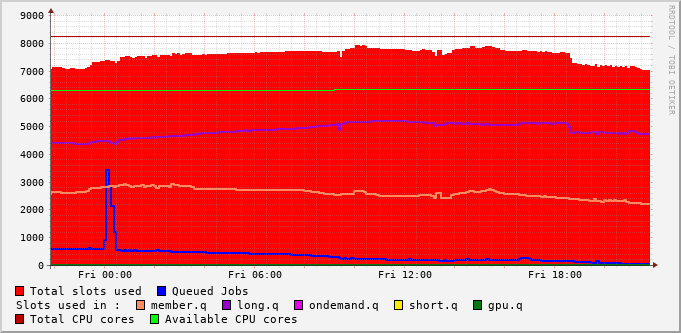 9000
8000
7000
6000
5000
4000
3000
2000
1000
0
Fri 00:00 Fri 06:00 Fri 12:00 Fri 18:00
Total slots used Queued Jobs
Slots used in : member.q long.q ondemand.q short.q gpu.q
Total CPU cores Available CPU cores
RRDTOOL / TOBI OETIKER